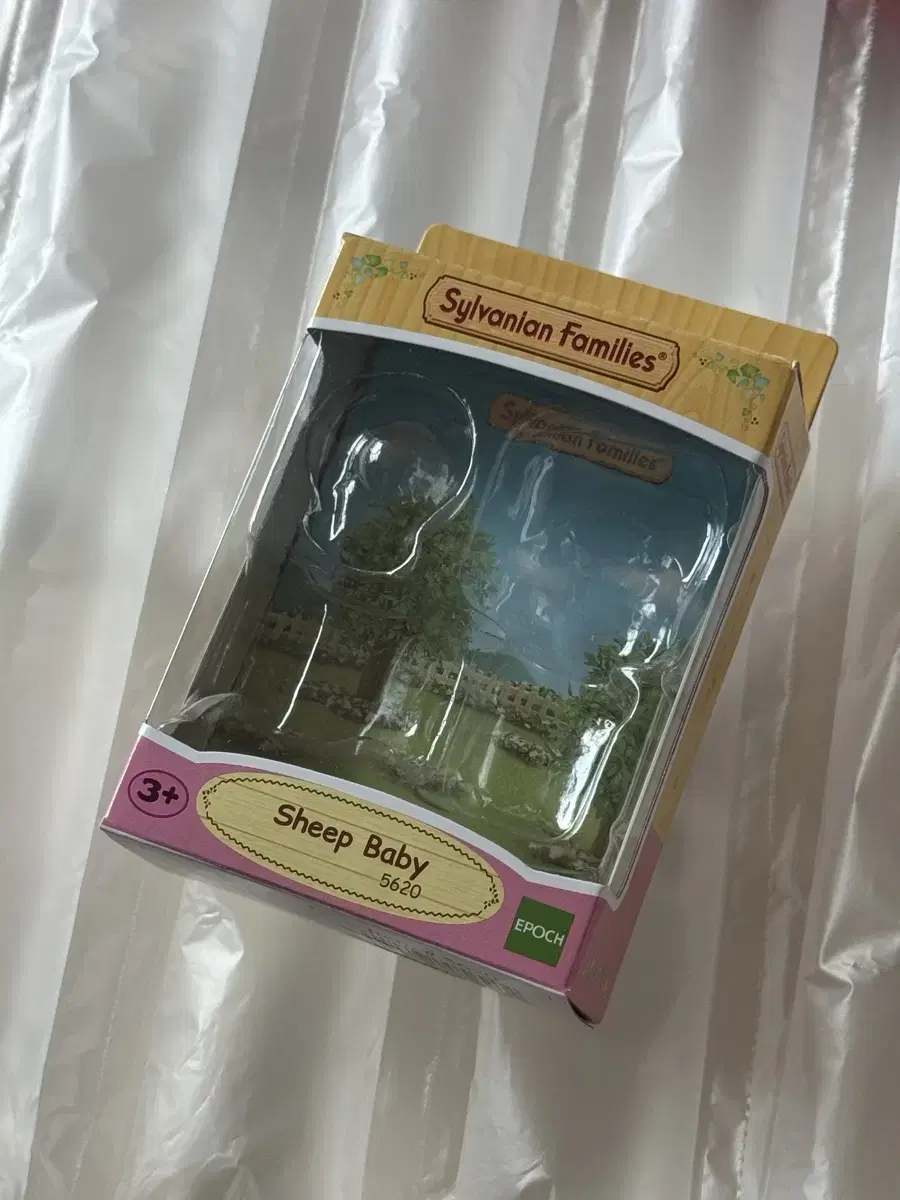 Sylvanian Families®
Sylvanian Families
3+
Sheep Baby
5620
EPOCH